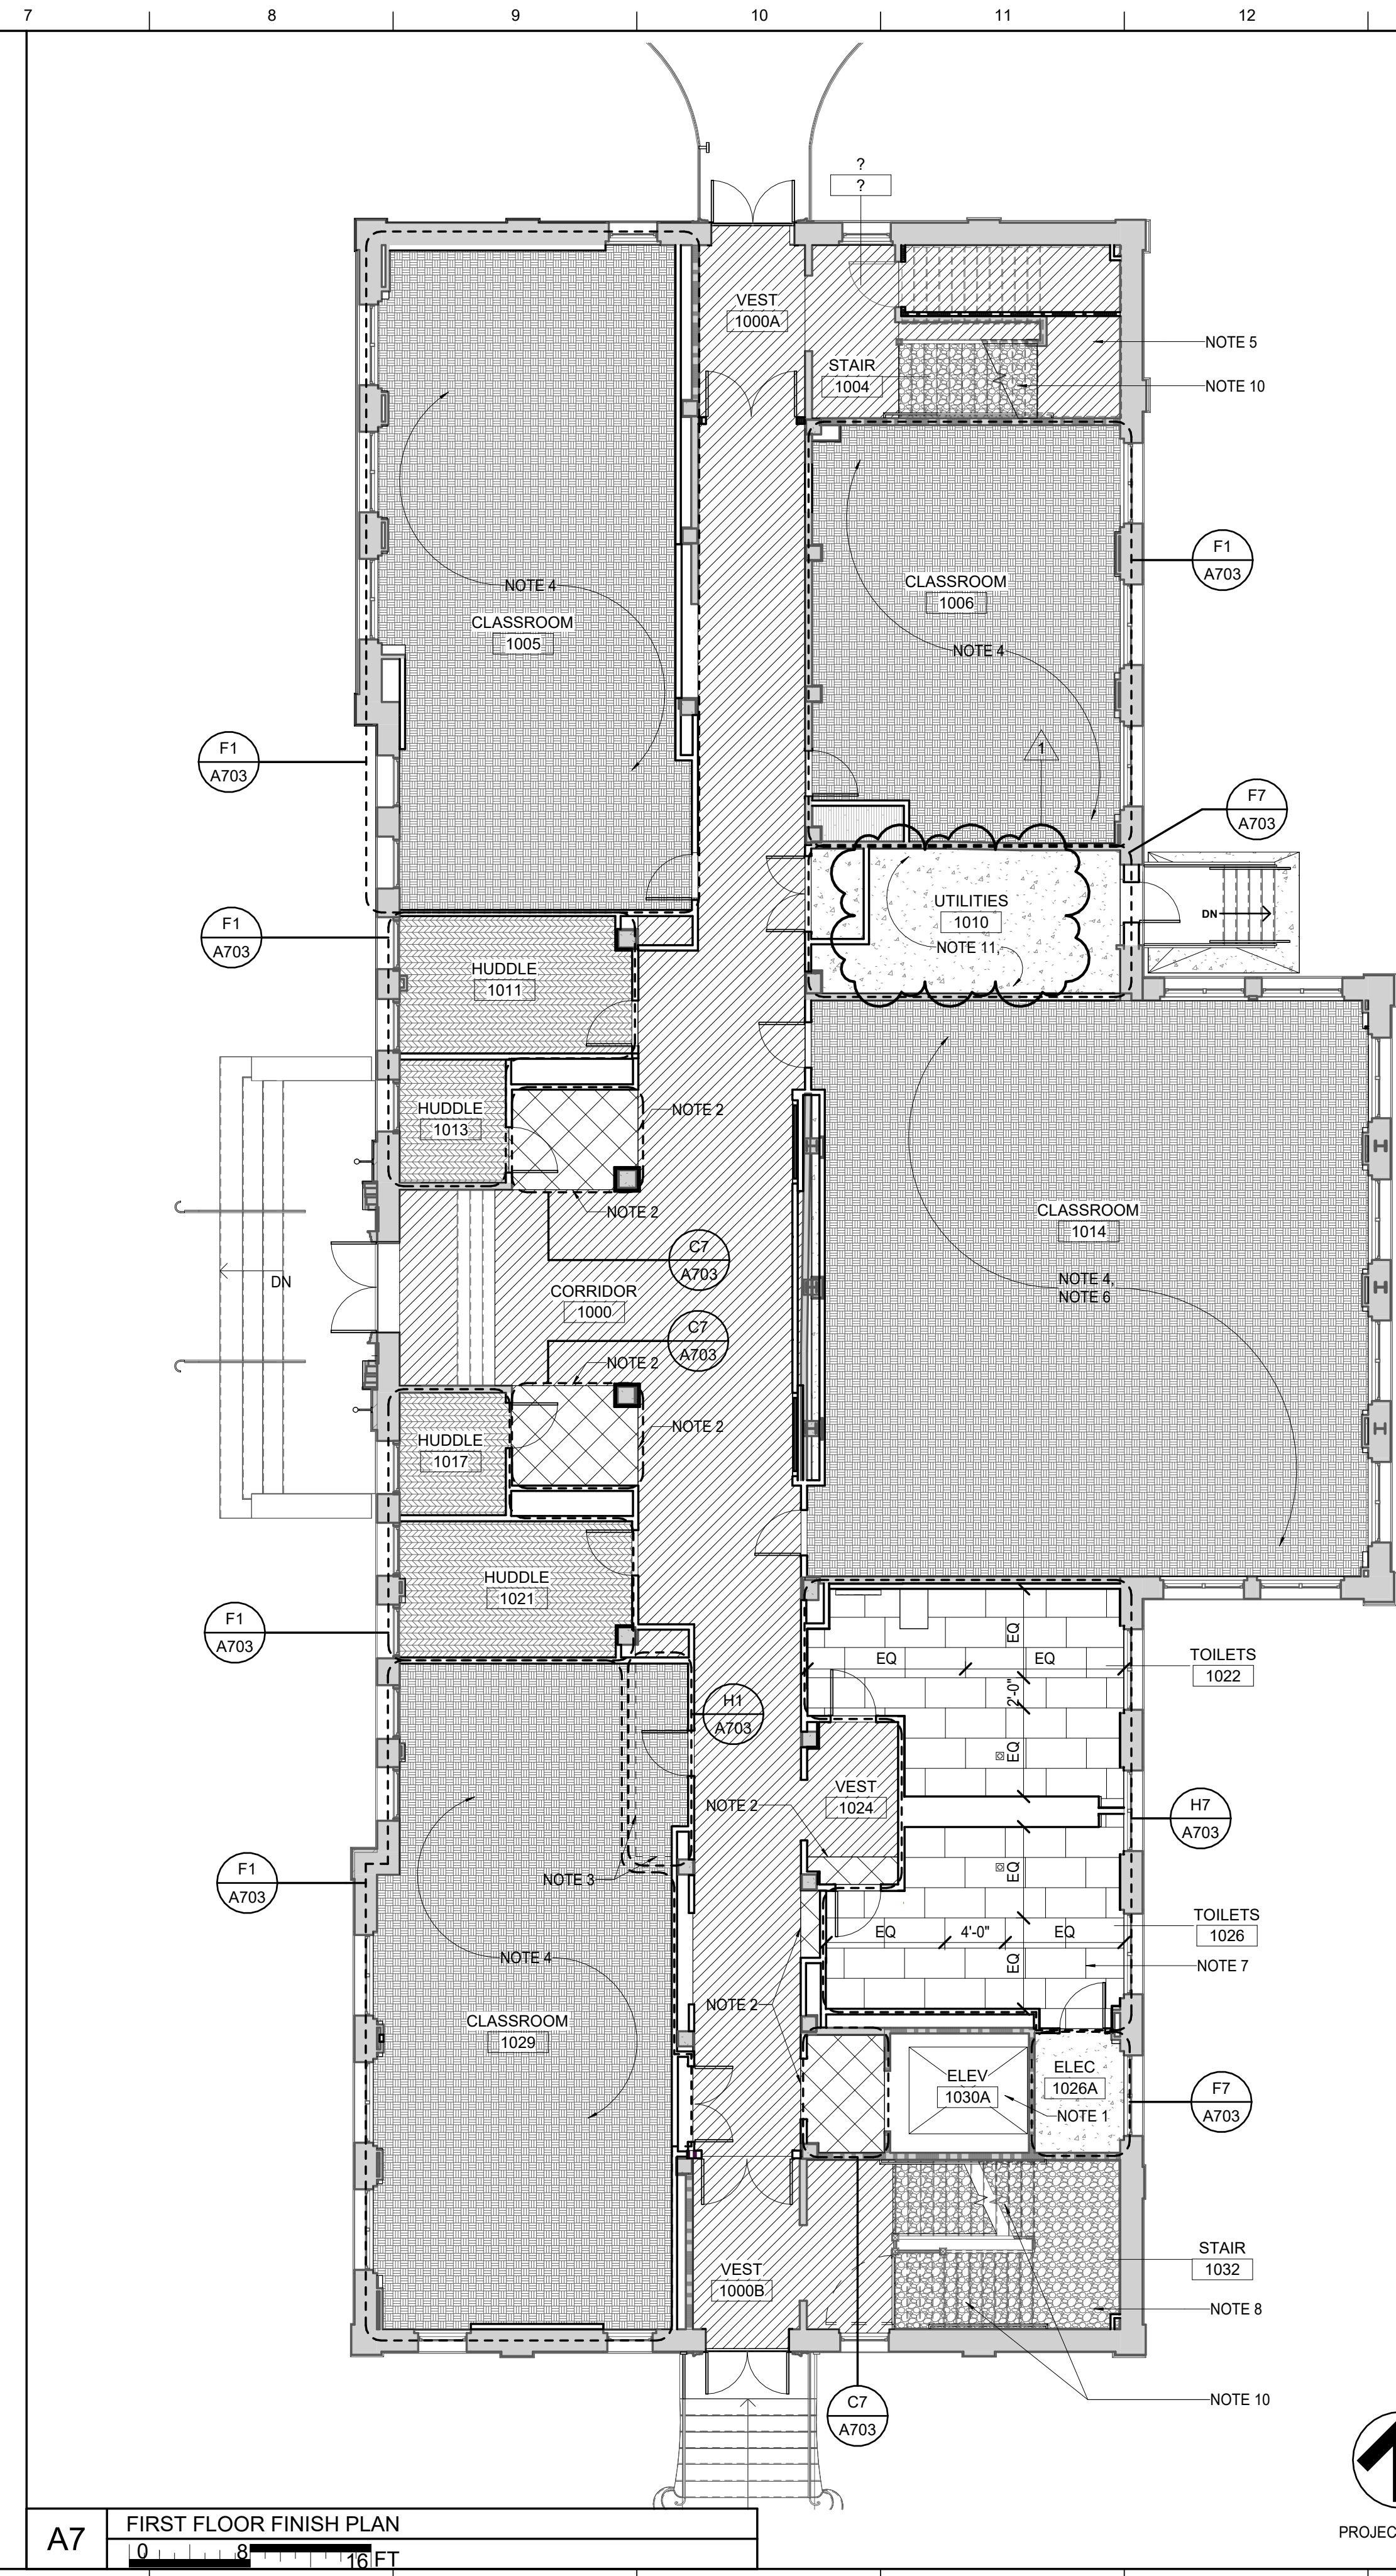 7
8
9
10
11
12
?
?
VEST
1000A
NOTE 5
STAIR
1004
NOTE 10
F1
A703
CLASSROOM
1006
NOTE 4
CLASSROOM
1005
NOTE 4
1
F1
A703
F7
A703
UTILITIES
1010
NOTE 11,
DN
F1
A703
HUDDLE
1011
HUDDLE
1013
NOTE 2
NOTE 2
CLASSROOM
1014
C7
A703
DN
CORRIDOR
1000
NOTE 4,
NOTE 6
C7
A703
NOTE 2
NOTE 2
HUDDLE
1017
HUDDLE
1021
F1
A703
EQ
EQ
EQ
TOILETS
1022
2'-0"
H1
A703
EQ
VEST
1024
NOTE 2
H7
A703
NOTE 3
EQ
F1
A703
TOILETS
1026
EQ
4'-0"
EQ
NOTE 4
EQ
NOTE 7
NOTE 2
CLASSROOM
1029
ELEV
1030A
ELEC
1026A
NOTE 1
F7
A703
STAIR
1032
VEST
1000B
NOTE 8
NOTE 10
C7
A703
A7
FIRST FLOOR FINISH PLAN
0 8 16 FT
PROJEC